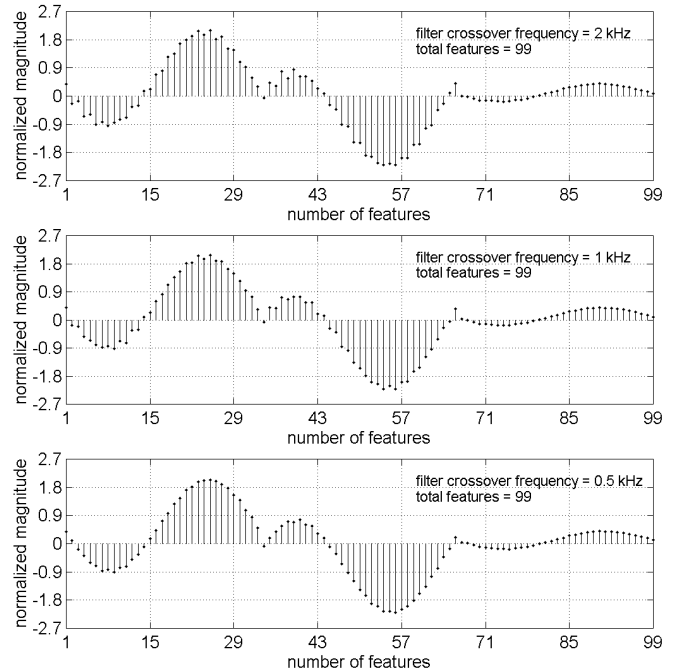 2.7
1.8
0.9
0
-0.9
-1.8
-2.7
normalized magnitude
filter crossover frequency = 2 kHz
total features = 99
1 15 29 43 57 71 85 99
number of features
2.7
1.8
0.9
0
-0.9
-1.8
-2.7
normalized magnitude
filter crossover frequency = 1 kHz
total features = 99
1 15 29 43 57 71 85 99
number of features
2.7
1.8
0.9
0
-0.9
-1.8
-2.7
normalized magnitude
filter crossover frequency = 0.5 kHz
total features = 99
1 15 29 43 57 71 85 99
number of features